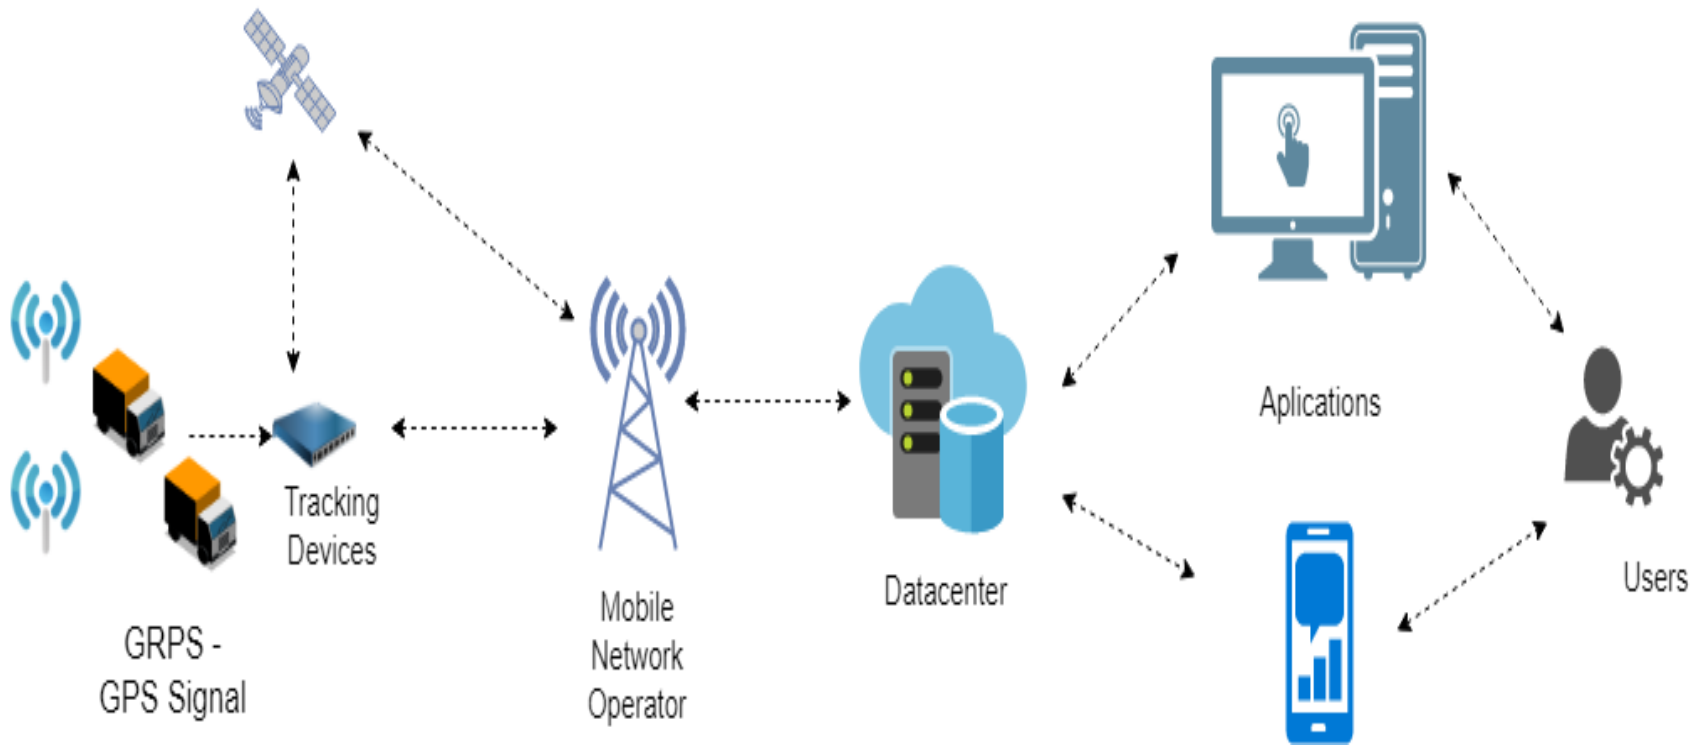 Aplications
Tracking
Devices
Users
Datacenter
Mobile
Network
Operator
GRPS -
GPS Signal